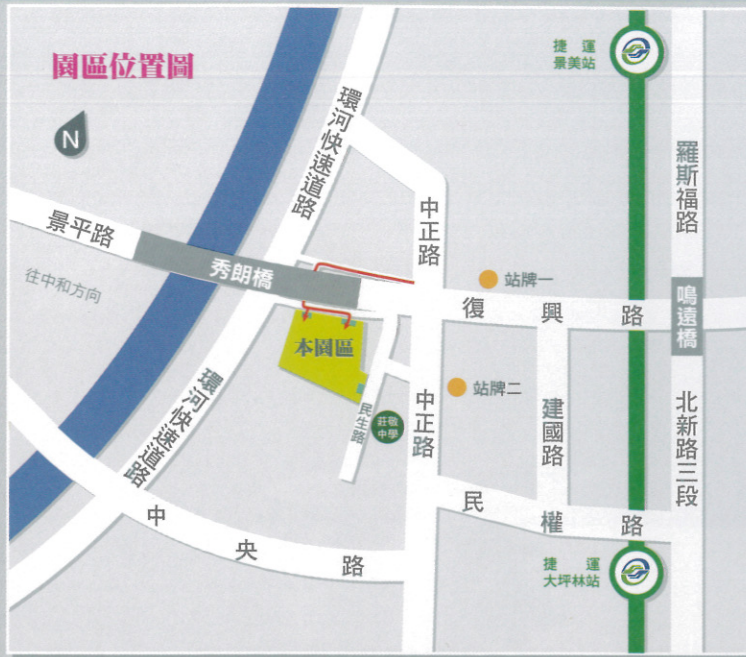 園區位置圖
N
捷運
景美站
環河快速道路
羅斯福路
中正路
景平路
秀朗橋
往中和方向
站牌一
復興路
鳴遠橋
本園區
站牌二
中正路
環河快速道路
民生路
莊敬
中學
建國路
北新路三段
民權路
中央路
捷運
大坪林站